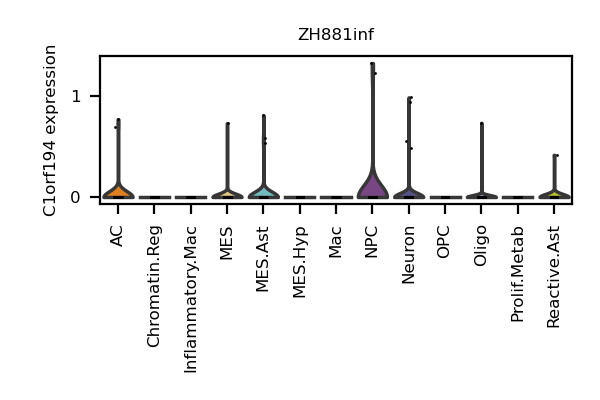 ZH881inf
C1orf194 expression
1
0
AC
Chromatin.Reg
Inflammatory.Mac
MES
MES.Ast
MES.Hyp
Mac
NPC
Neuron
OPC
Oligo
Prolif.Metab
Reactive.Ast